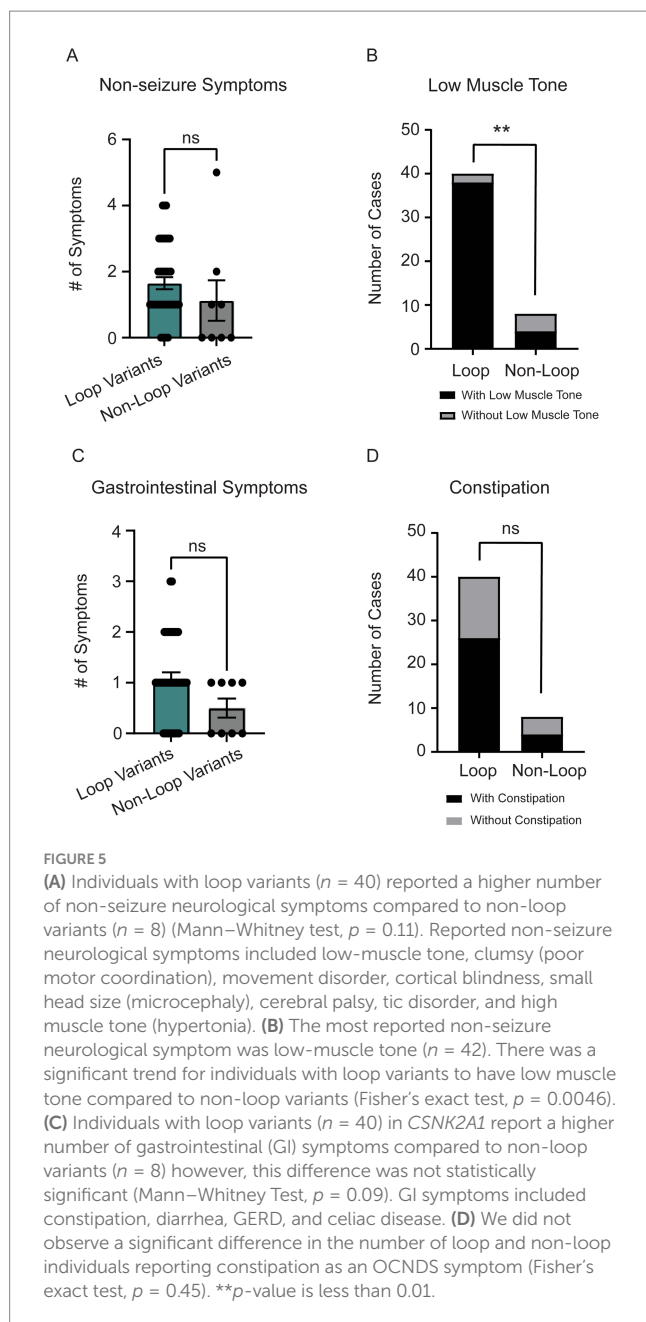 A
Non-seizure Symptoms
ns
6
4
2
0
# of Symptoms
Loop Variants
Non-Loop Variants
B
Low Muscle Tone
**
50
40
30
20
10
0
Number of Cases
Loop Non-Loop
With Low Muscle Tone
Without Low Muscle Tone
C
Gastrointestinal Symptoms
ns
4
3
2
1
0
# of Symptoms
Loop Variants
Non-Loop Variants
D
Constipation
ns
50
40
30
20
10
0
Number of Cases
Loop Non-Loop
With Constipation
Without Constipation
FIGURE 5
(A) Individuals with loop variants (n = 40) reported a higher number
of non-seizure neurological symptoms compared to non-loop
variants (n = 8) (Mann–Whitney test, p = 0.11). Reported non-seizure
neurological symptoms included low-muscle tone, clumsy (poor
motor coordination), movement disorder, cortical blindness, small
head size (microcephaly), cerebral palsy, tic disorder, and high
muscle tone (hypertonia). (B) The most reported non-seizure
neurological symptom was low-muscle tone (n = 42). There was a
significant trend for individuals with loop variants to have low muscle
tone compared to non-loop variants (Fisher’s exact test, p = 0.0046).
(C) Individuals with loop variants (n = 40) in CSNK2A1 report a higher
number of gastrointestinal (GI) symptoms compared to non-loop
variants (n = 8) however, this difference was not statistically
significant (Mann–Whitney Test, p = 0.09). GI symptoms included
constipation, diarrhea, GERD, and celiac disease. (D) We did not
observe a significant difference in the number of loop and non-loop
individuals reporting constipation as an OCNDS symptom (Fisher’s
exact test, p = 0.45). **p-value is less than 0.01.